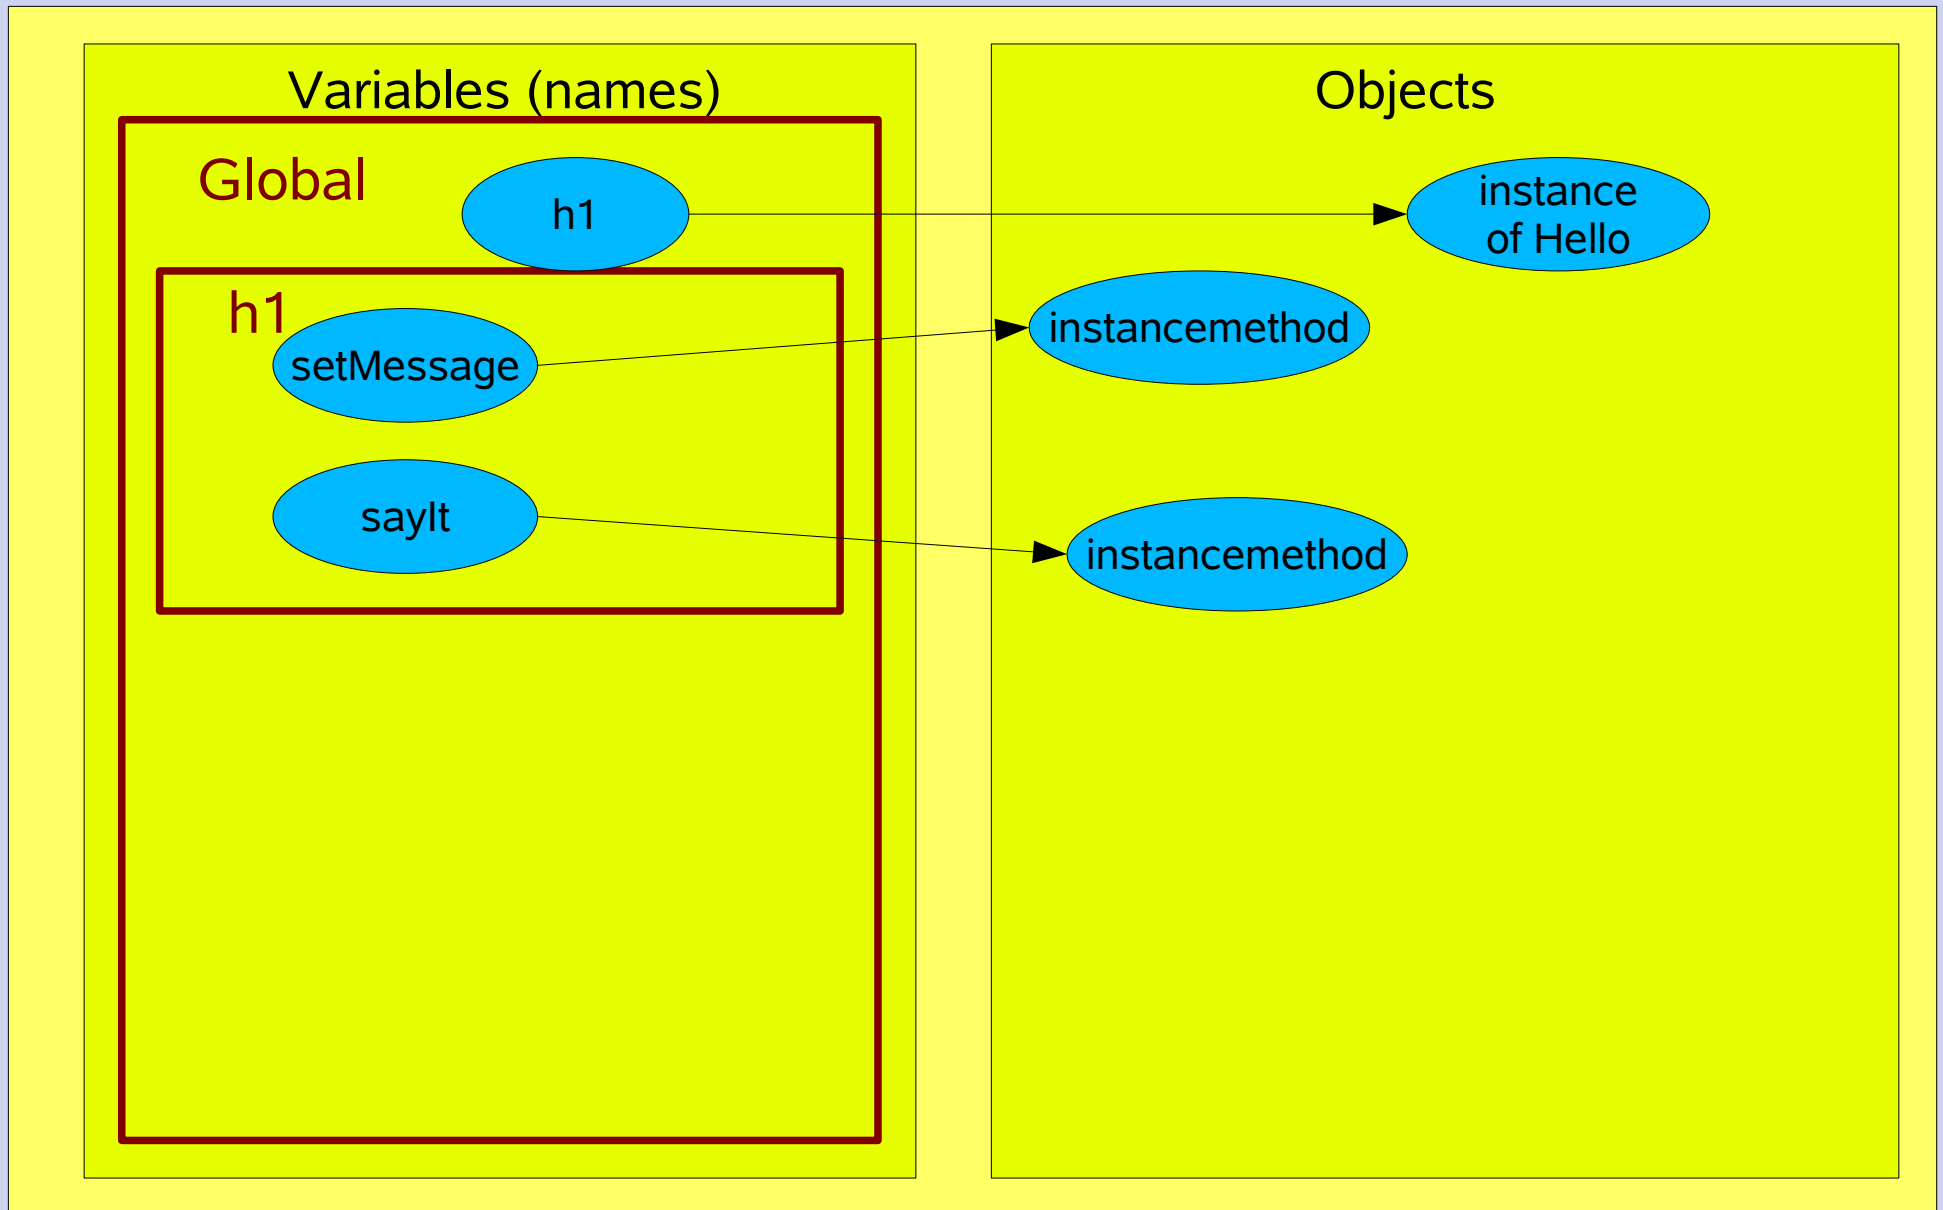 Variables (names)
Objects
Global
h1
instance
of Hello
h1
instancemethod
setMessage
sayIt
instancemethod